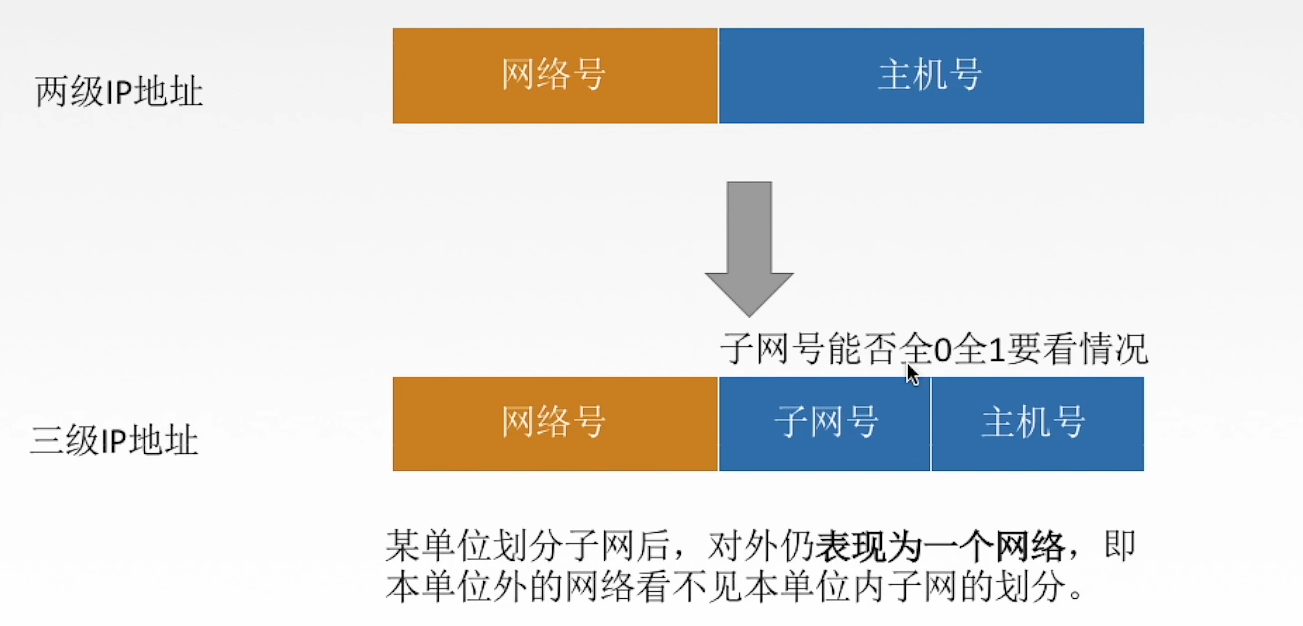 两级IP地址
网络号
主机号
子网号能否全0全1要看情况
三级IP地址
网络号
子网号
主机号
某单位划分子网后，对外仍表现为一个网络，即
本单位外的网络看不见本单位内子网的划分。